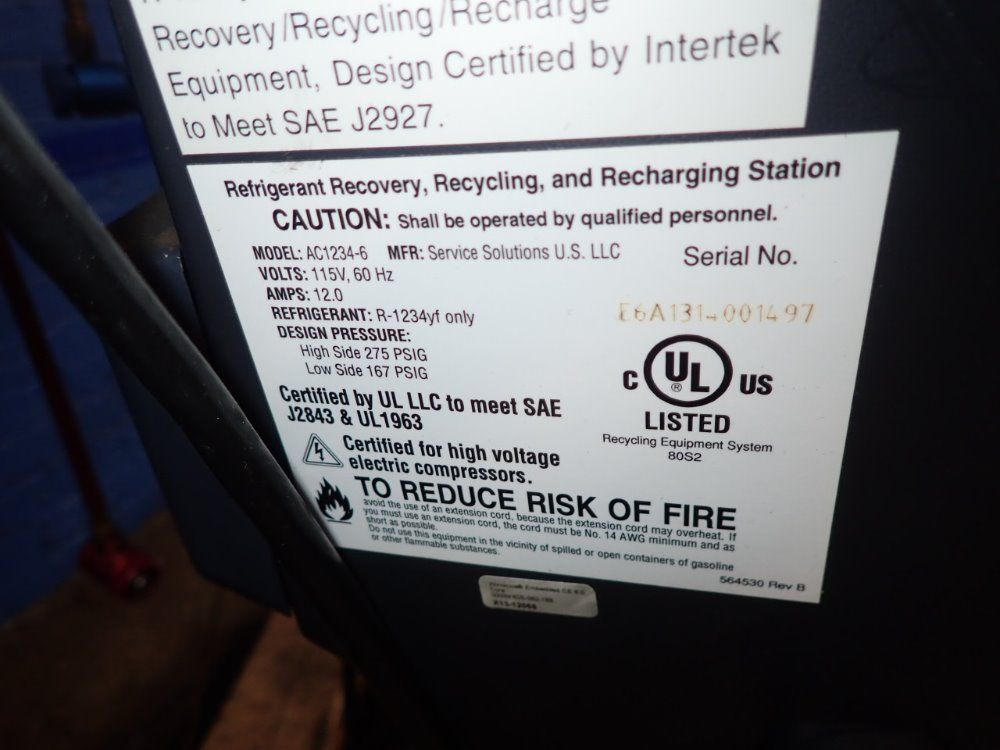 Recovery/Recycling/Recharge
Equipment, Design Certified by Intertek
to Meet SAE J2927.
Refrigerant Recovery, Recycling, and Recharging Station
CAUTION: Shall be operated by qualified personnel.
MODEL: AC1234-6 MFR: Service Solutions U.S. LLC
Serial No.
VOLTS: 115V, 60 Hz
AMPS: 12.0
E6A1314001497
REFRIGERANT: R-1234yf only
DESIGN PRESSURE:
High Side 275 PSIG
Low Side 167 PSIG
C UL ® US
LISTED
Recycling Equipment System
80S2
Certified by UL LLC to meet SAE
J2843 & UL1963
Certified for high voltage
electric compressors.
TO REDUCE RISK OF FIRE
avoid the use of an extension cord, because the extension cord may overheat. If
you must use an extension cord, the cord must be No. 14 AWG minimum and as
short as possible.
Do not use this equipment in the vicinity of spilled or open containers of gasoline
or other flammable substances.
564530 Rev B